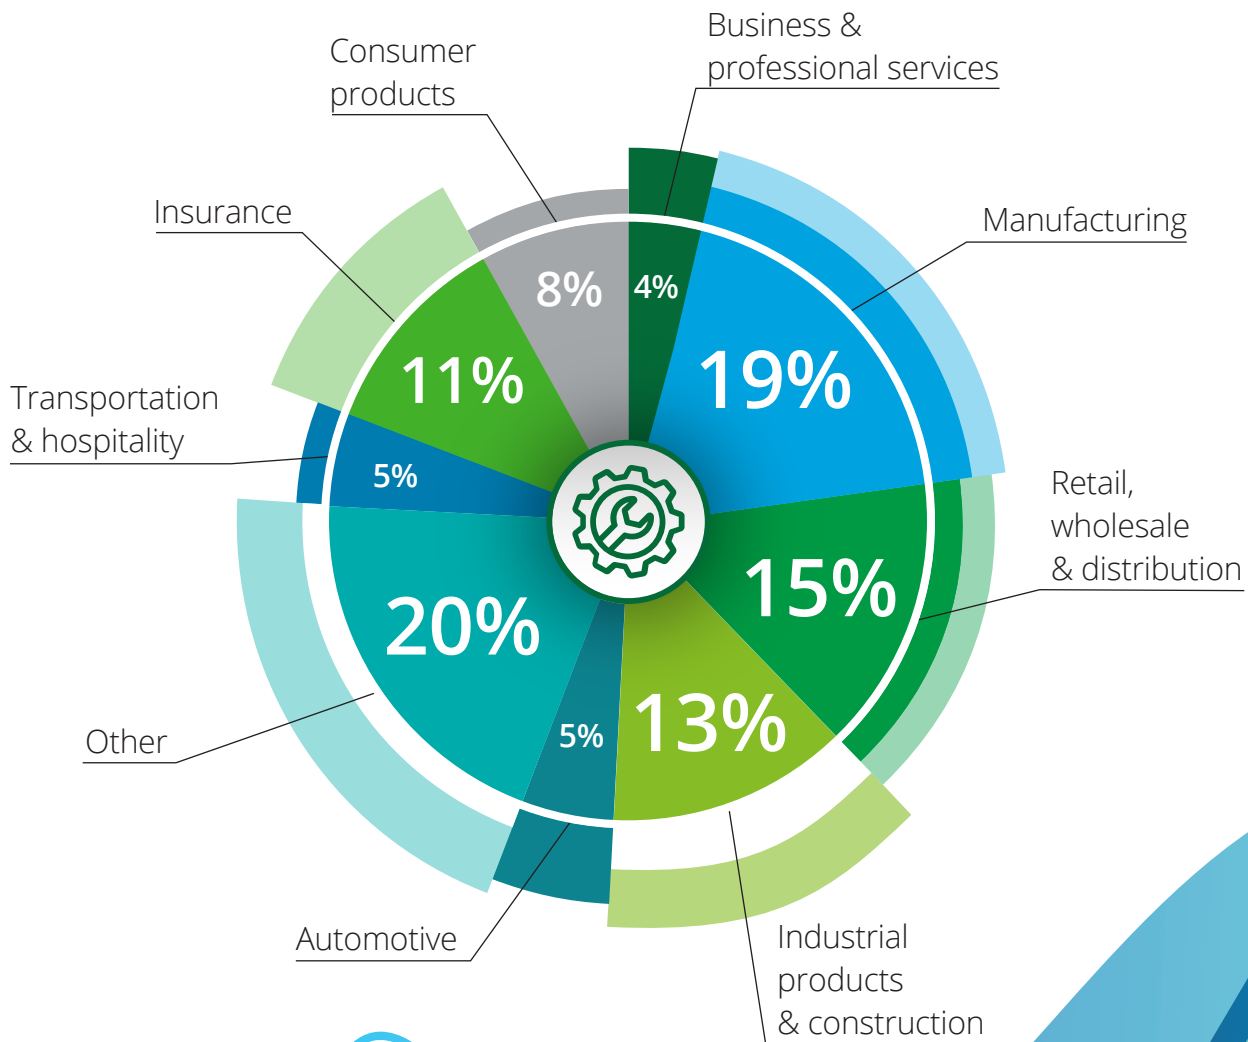 Business &
professional services
Consumer
products
Insurance
Manufacturing
8%
4%
11%
19%
Transportation
& hospitality
5%
Retail,
wholesale
& distribution
15%
20%
13%
5%
Other
Automotive
Industrial
products
& construction